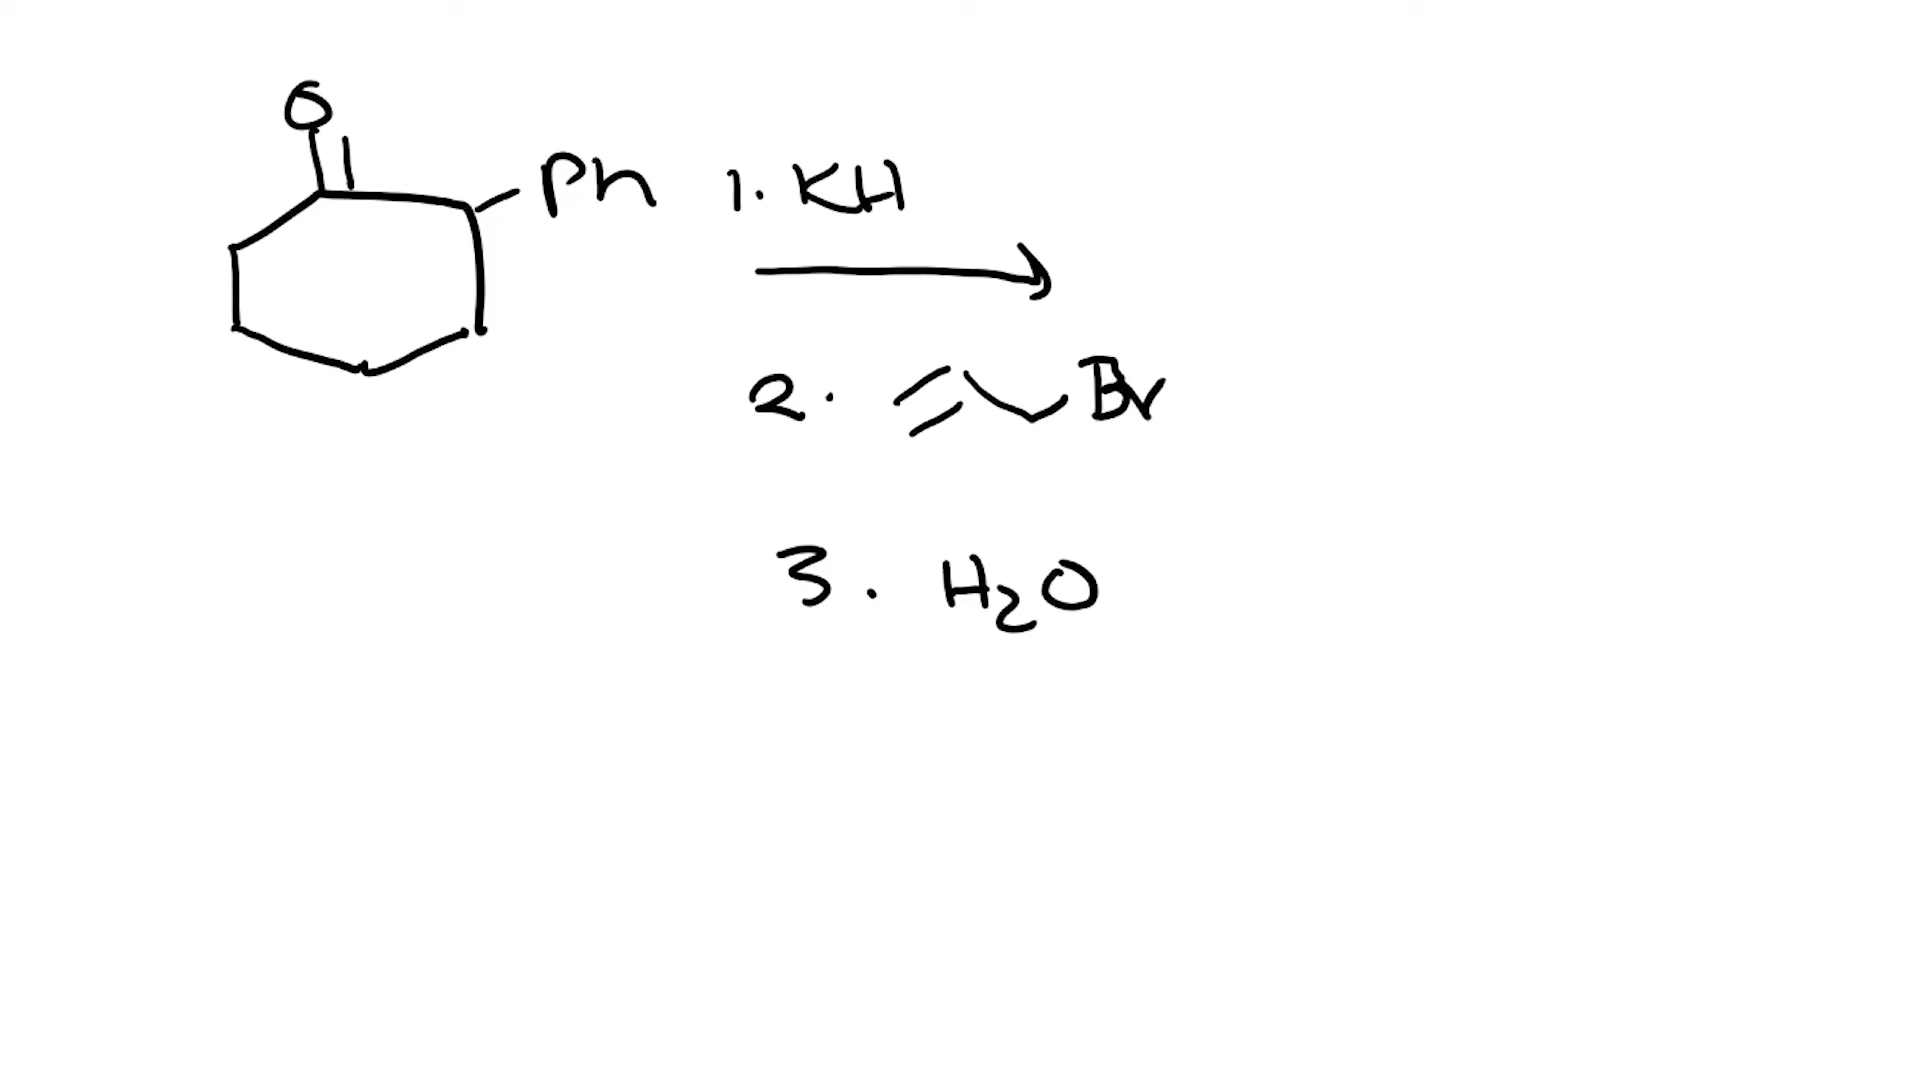 O
Ph
1. KH
2. Br
3. H₂O